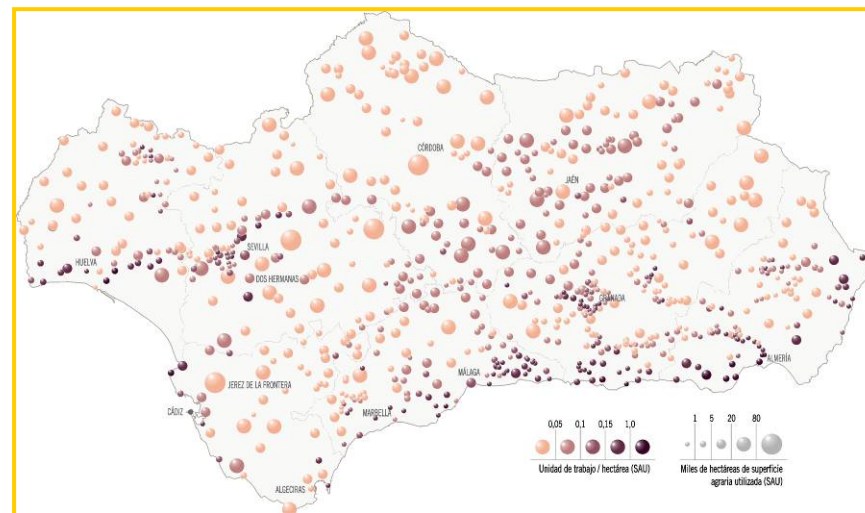 CÓRDOBA
JAÉN
SEVILLA
HUELVA
DOS HERMANAS
GRANADA
ALMERÍA
MÁLAGA
JEREZ DE LA FRONTERA
CÁDIZ
MARBELLA
ALGECIRAS
0,05 0,1 0,15 1,0
Unidad de trabajo / hectárea (SAU)
1 5 20 80
Miles de hectáreas de superficie
agraria utilizada (SAU)